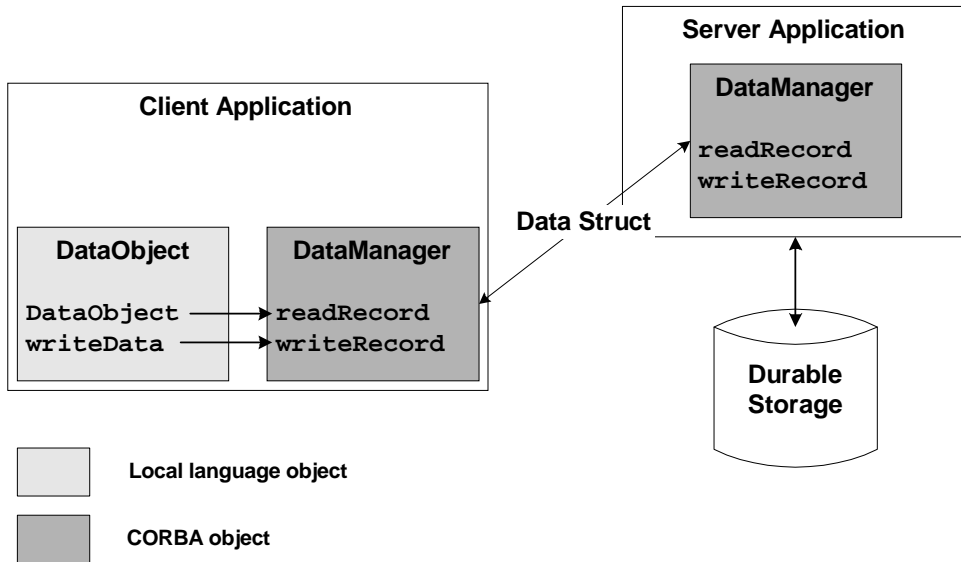 Server Application
DataManager
readRecord
writeRecord
Client Application
Data Struct
DataObject
DataObject
writeData
DataManager
readRecord
writeRecord
Durable
Storage
Local language object
CORBA object